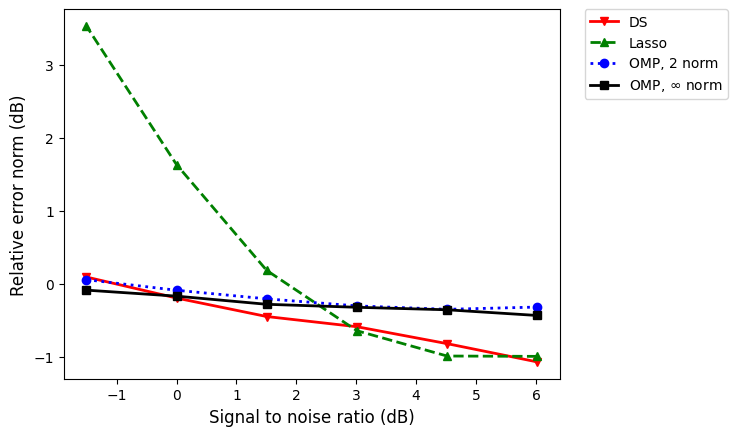 DS
Lasso
OMP, 2 norm
OMP, ∞ norm
Relative error norm (dB)
3
2
1
0
−1
−1 0 1 2 3 4 5 6
Signal to noise ratio (dB)